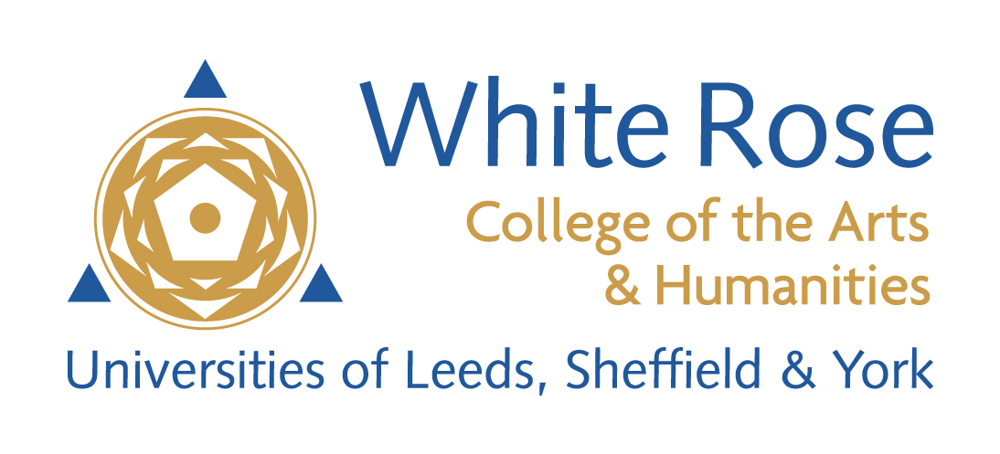 White Rose
College of the Arts
& Humanities
Universities of Leeds, Sheffield & York